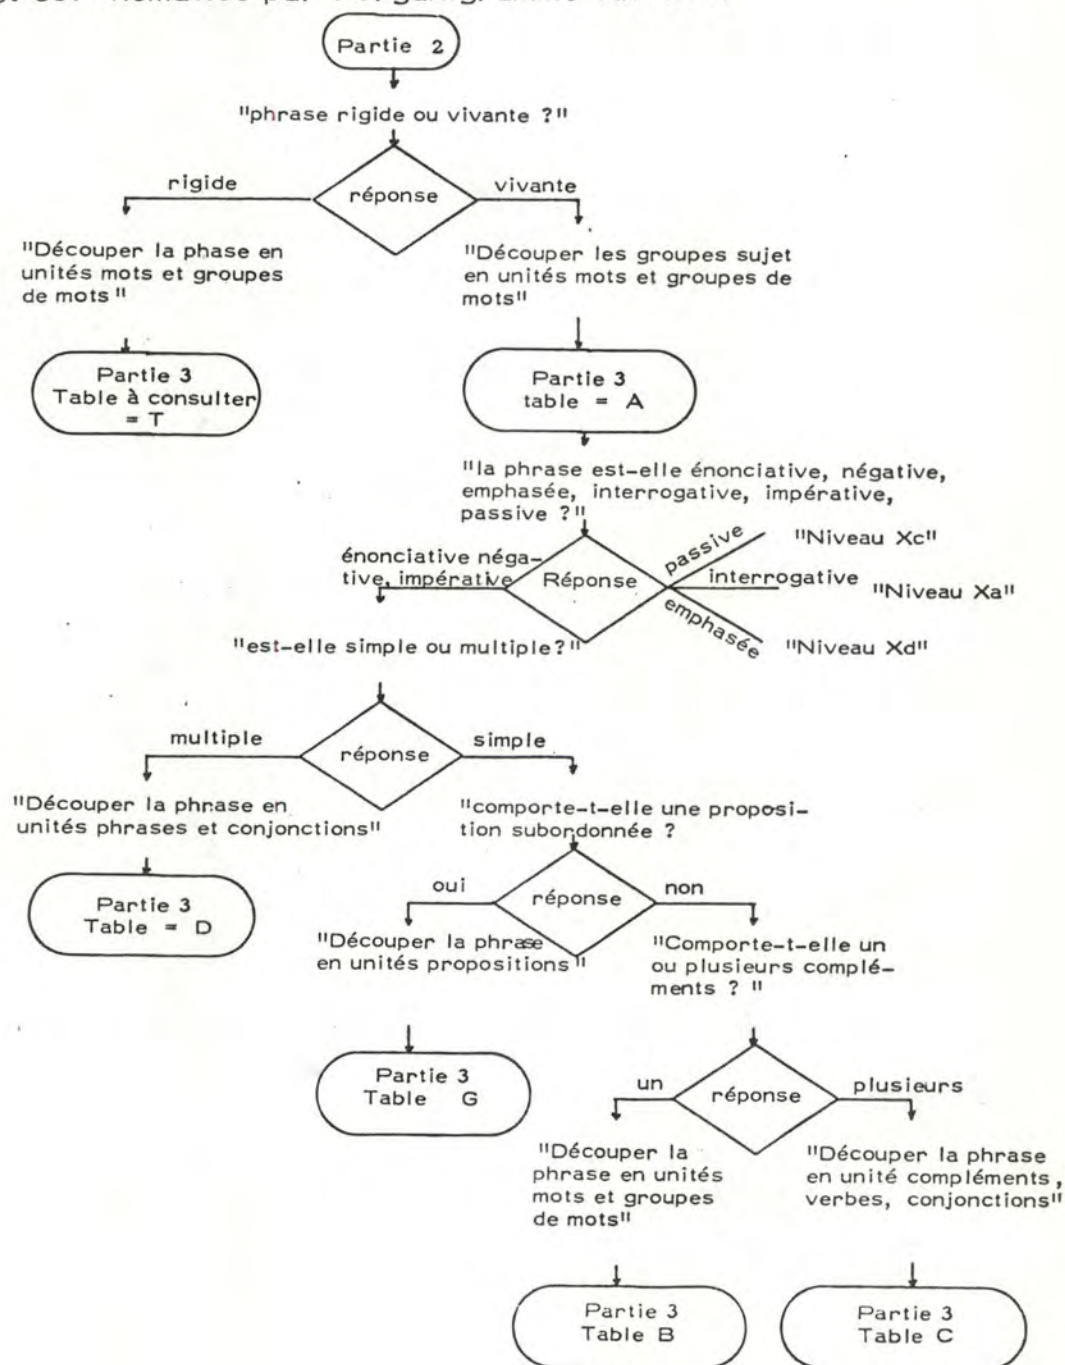 Partie 2
"phrase rigide ou vivante ?"
rigide
réponse
vivante
"Découper la phase en
unités mots et groupes
de mots"
"Découper les groupes sujet
en unités mots et groupes de
mots"
Partie 3
Table à consulter
= T
Partie 3
table = A
"la phrase est-elle énonciative, négative,
emphasée, interrogative, impérative,
passive ?"
énonciative néga-
tive, impérative
Réponse
passive
"Niveau Xc"
interrogative
"Niveau Xa"
emphasée
"Niveau Xd"
"est-elle simple ou multiple?"
multiple
réponse
simple
"Découper la phrase en
unités phrases et conjonctions"
"comporte-t-elle une proposi-
tion subordonnée ?
Partie 3
Table = D
oui
réponse
non
"Découper la phrase
en unités propositions"
"Comporte-t-elle un
ou plusieurs complé-
ments ? "
Partie 3
Table G
un
réponse
plusieurs
"Découper la
phrase en unités
mots et groupes
de mots"
"Découper la phrase
en unité compléments,
verbes, conjonctions"
Partie 3
Table B
Partie 3
Table C